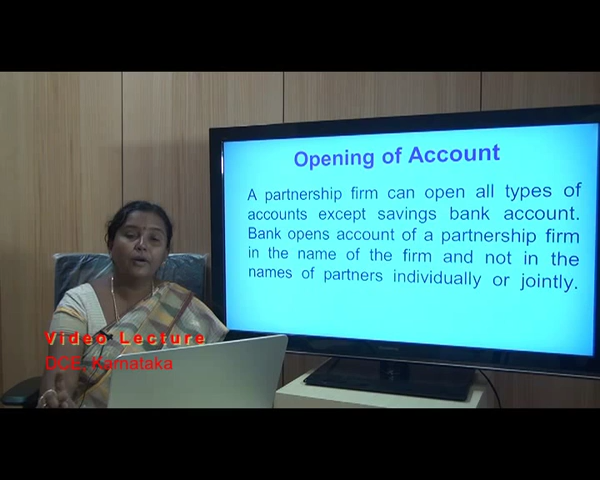 Opening of Account
A partnership firm can open all types of
accounts except savings bank account.
Bank opens account of a partnership firm
in the name of the firm and not in the
names of partners individually or jointly.
Video Lecture
DCE, Karnataka